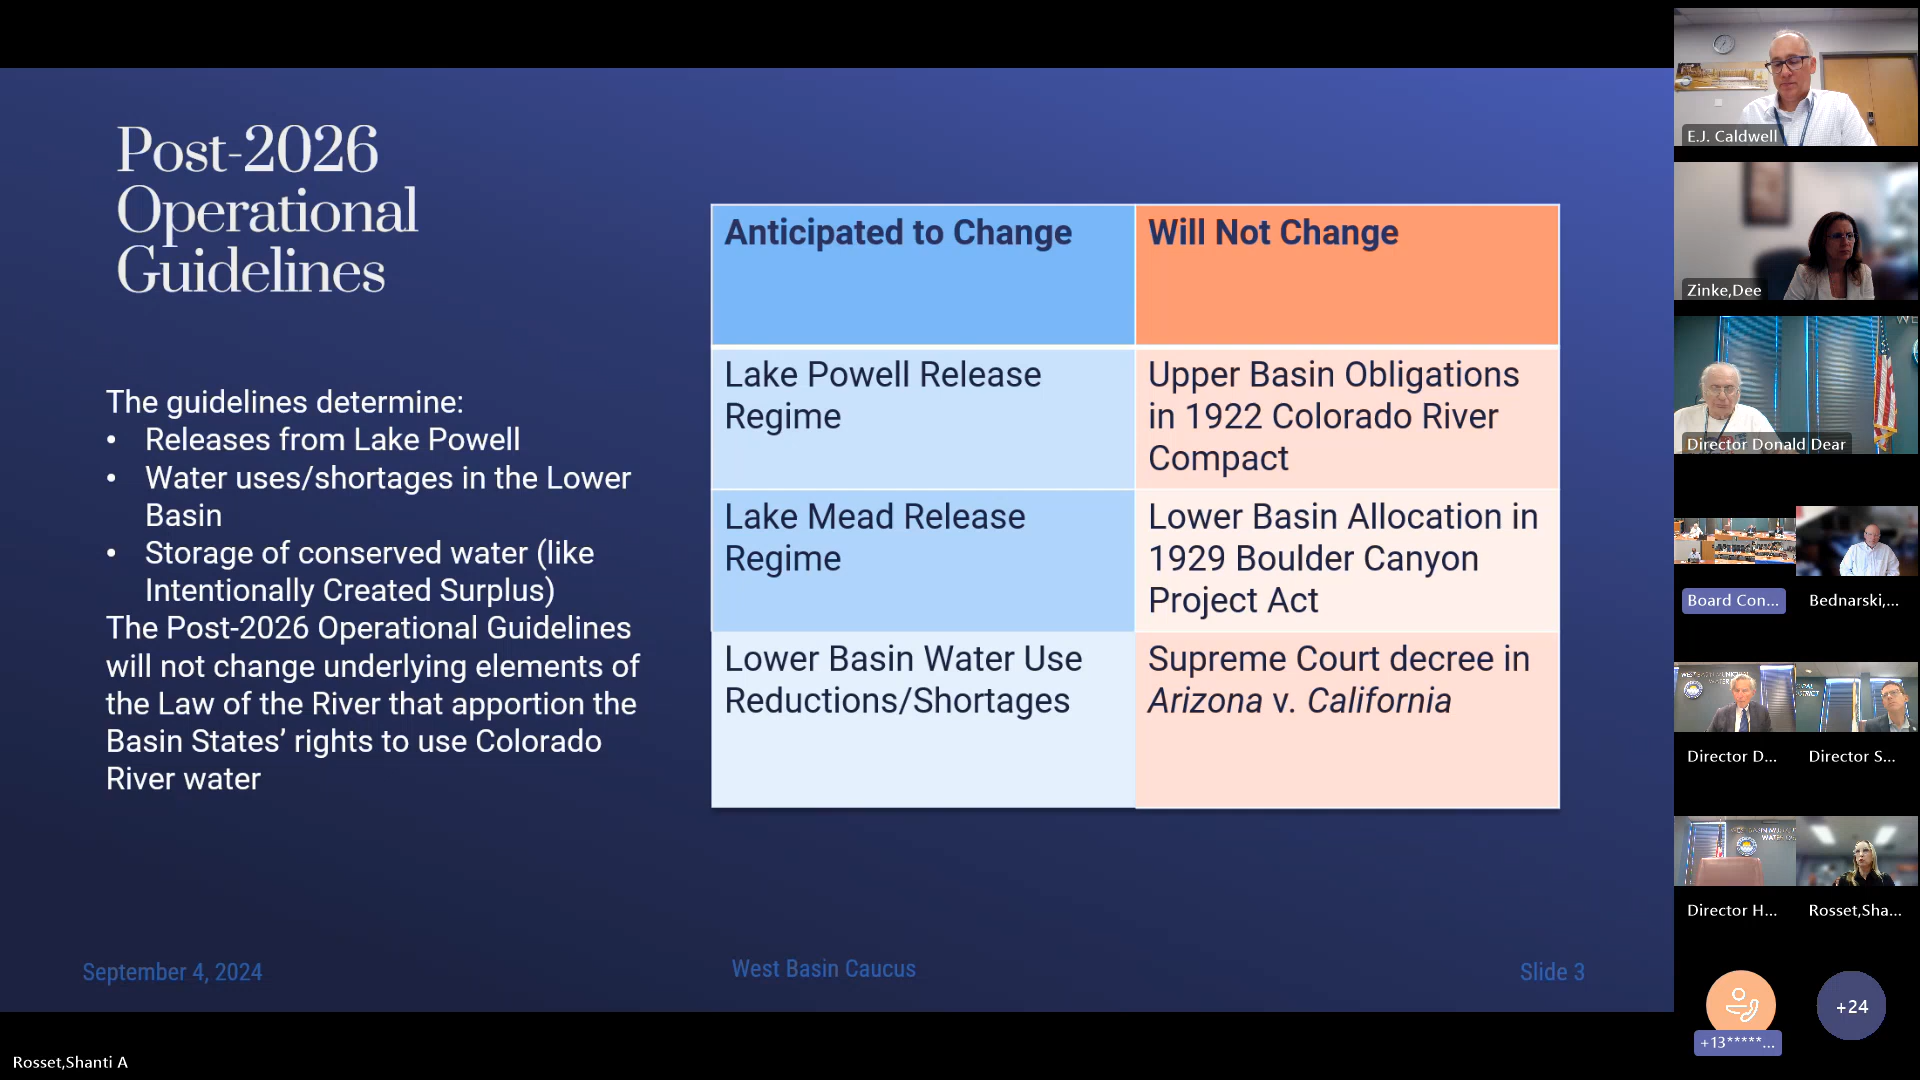 Post-2026
Operational
Guidelines
The guidelines determine:
• Releases from Lake Powell
• Water uses/shortages in the Lower
Basin
• Storage of conserved water (like
Intentionally Created Surplus)
The Post-2026 Operational Guidelines
will not change underlying elements of
the Law of the River that apportion the
Basin States’ rights to use Colorado
River water
Anticipated to Change
Will Not Change
Lake Powell Release
Regime
Upper Basin Obligations
in 1922 Colorado River
Compact
Lake Mead Release
Regime
Lower Basin Allocation in
1929 Boulder Canyon
Project Act
Lower Basin Water Use
Reductions/Shortages
Supreme Court decree in
Arizona v. California
September 4, 2024
West Basin Caucus
Slide 3
Rosset,Shanti A
E.J. Caldwell
Zinke,Dee
Director Donald Dear
Board Con...
Bednarski,...
Director D...
Director S...
Director H...
Rosset,Sha...
+13*****...
+24